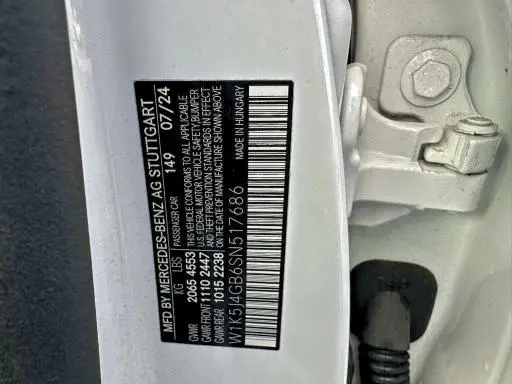 MFD BY MERCEDES-BENZ AG STUTTGART
PASSENGER CAR 149 07/24
KG LBS
GVWR 2065 4553
GAWR FRONT 1110 2447
GAWR REAR 1015 2238
THIS VEHICLE CONFORMS TO ALL APPLICABLE
U.S. FEDERAL MOTOR VEHICLE SAFETY, BUMPER
AND THEFT PREVENTION STANDARDS IN EFFECT
ON THE DATE OF MANUFACTURE SHOWN ABOVE
W1K5J4GB6SN517686
MADE IN HUNGARY